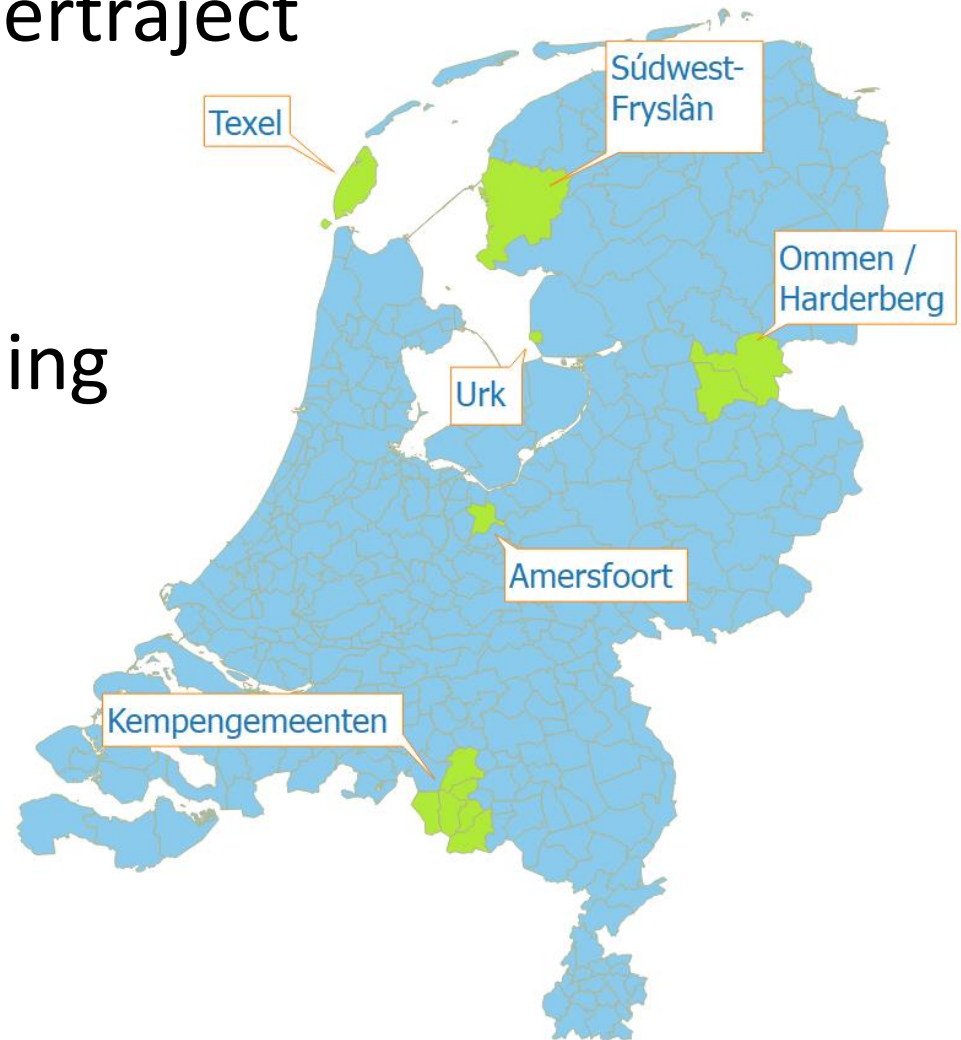 ertraject
Súdwest-
Fryslân
Texel
Ommen /
Harderberg
ing
Urk
Amersfoort
Kempengemeenten